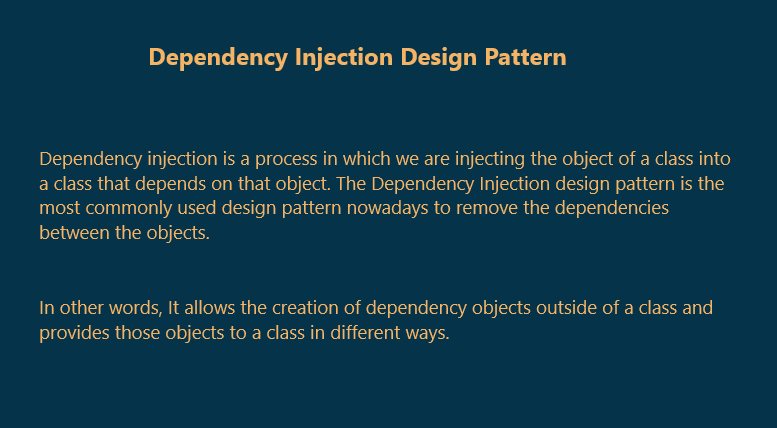 Dependency Injection Design Pattern
Dependency injection is a process in which we are injecting the object of a class into
a class that depends on that object. The Dependency Injection design pattern is the
most commonly used design pattern nowadays to remove the dependencies
between the objects.
In other words, It allows the creation of dependency objects outside of a class and
provides those objects to a class in different ways.